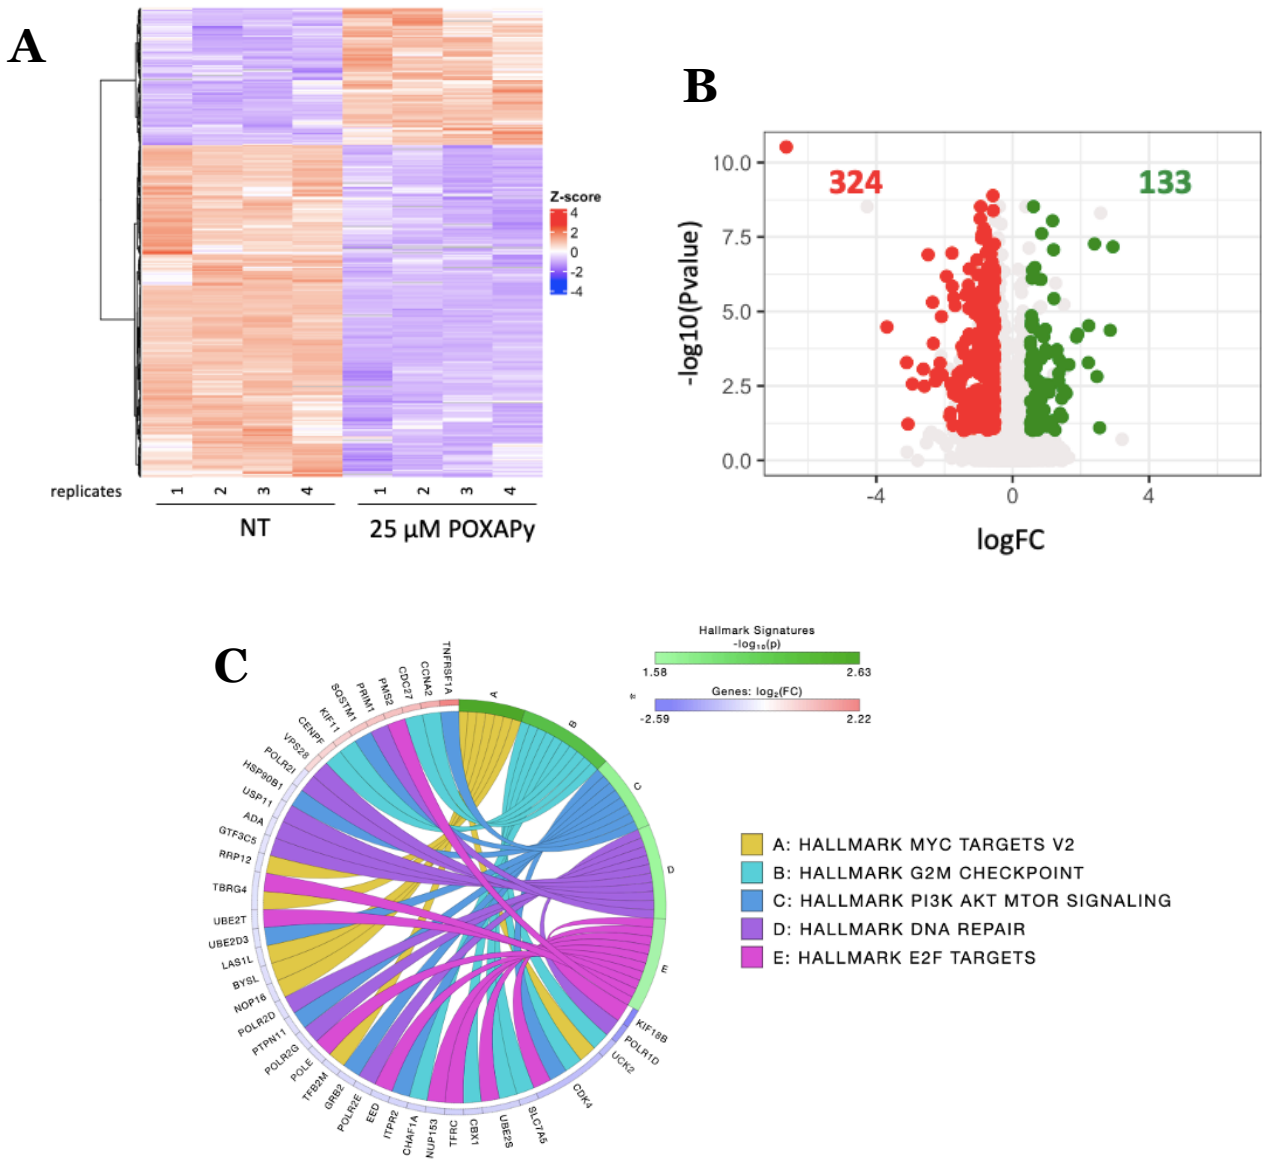 A
Z-score
4
2
0
-2
-4
replicates
1 2 3 4 1 2 3 4
NT 25 µM POXAPy
B
324 133
-log10(Pvalue)
10.0
7.5
5.0
2.5
0.0
-4 0 4
logFC
C
Hallmark Signatures
-log₁₀(p)
1.58 2.63
Genes: log₂(FC)
-2.59 2.22
TNFRSF1A
CCNA2
CDC27
PMS2
PRIM1
SQSTM1
KIF11
CENPF
VPS28
POLR2I
HSP90B1
USP11
ADA
GTF3C5
RRP12
TBRG4
UBE2T
UBE2D3
LAS1L
BYSL
NOP16
POLR2D
PTPN11
POLR2G
POLE
TFB2M
GRB2
POLR2E
EED
ITPR2
CHAF1A
NUP153
TFRC
CBX1
UBE2S
SLC7A5
CDK4
UCK2
POLR1D
KIF18B
A
B
C
D
E
A: HALLMARK MYC TARGETS V2
B: HALLMARK G2M CHECKPOINT
C: HALLMARK PI3K AKT MTOR SIGNALING
D: HALLMARK DNA REPAIR
E: HALLMARK E2F TARGETS